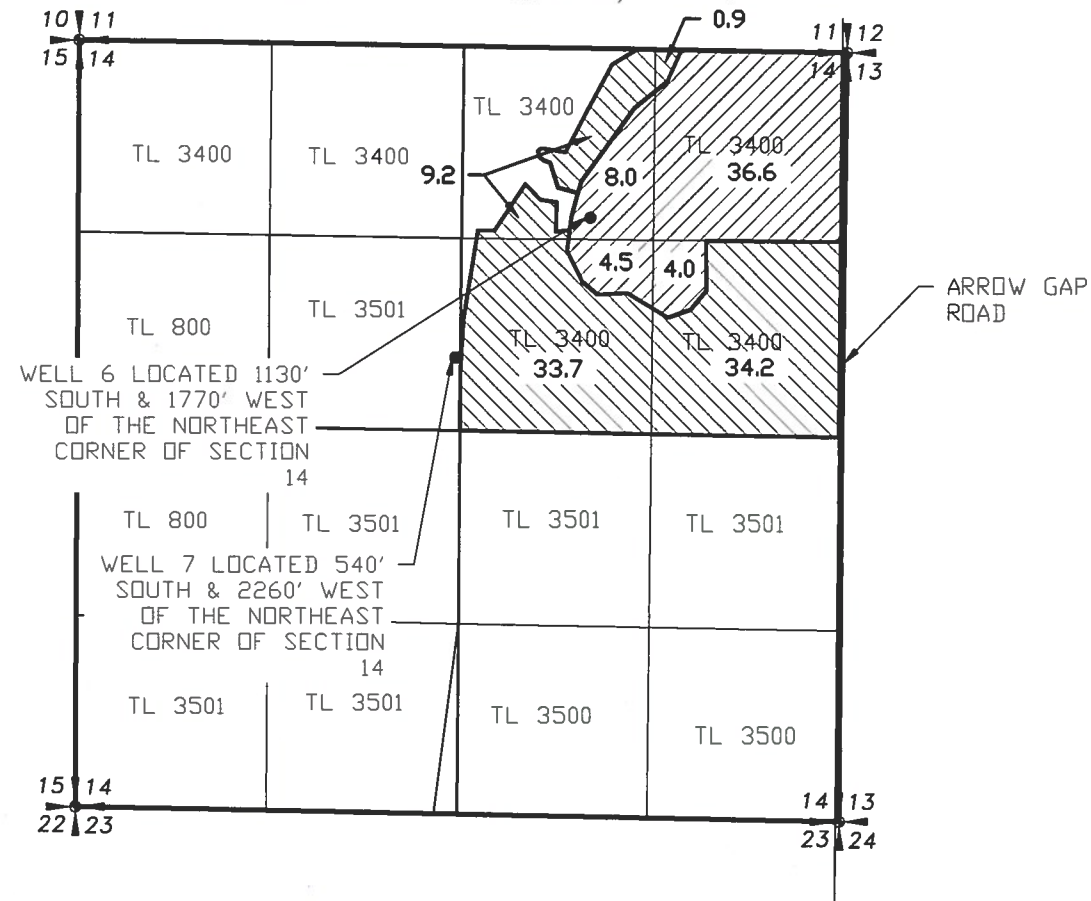 0.9
10 11
15 14
11 12
14 13
TL 3400
TL 3400
TL 3400
TL 3400
36.6
9.2
8.0
4.5
4.0
TL 800
TL 3501
TL 3400
33.7
TL 3400
34.2
ARROW GAP
ROAD
WELL 6 LOCATED 1130'
SOUTH & 1770' WEST
OF THE NORTHEAST
CORNER OF SECTION
14
TL 800
TL 3501
TL 3501
TL 3501
WELL 7 LOCATED 540'
SOUTH & 2260' WEST
OF THE NORTHEAST
CORNER OF SECTION
14
TL 3501
TL 3501
TL 3500
TL 3500
15 14
22 23
14 13
23 24